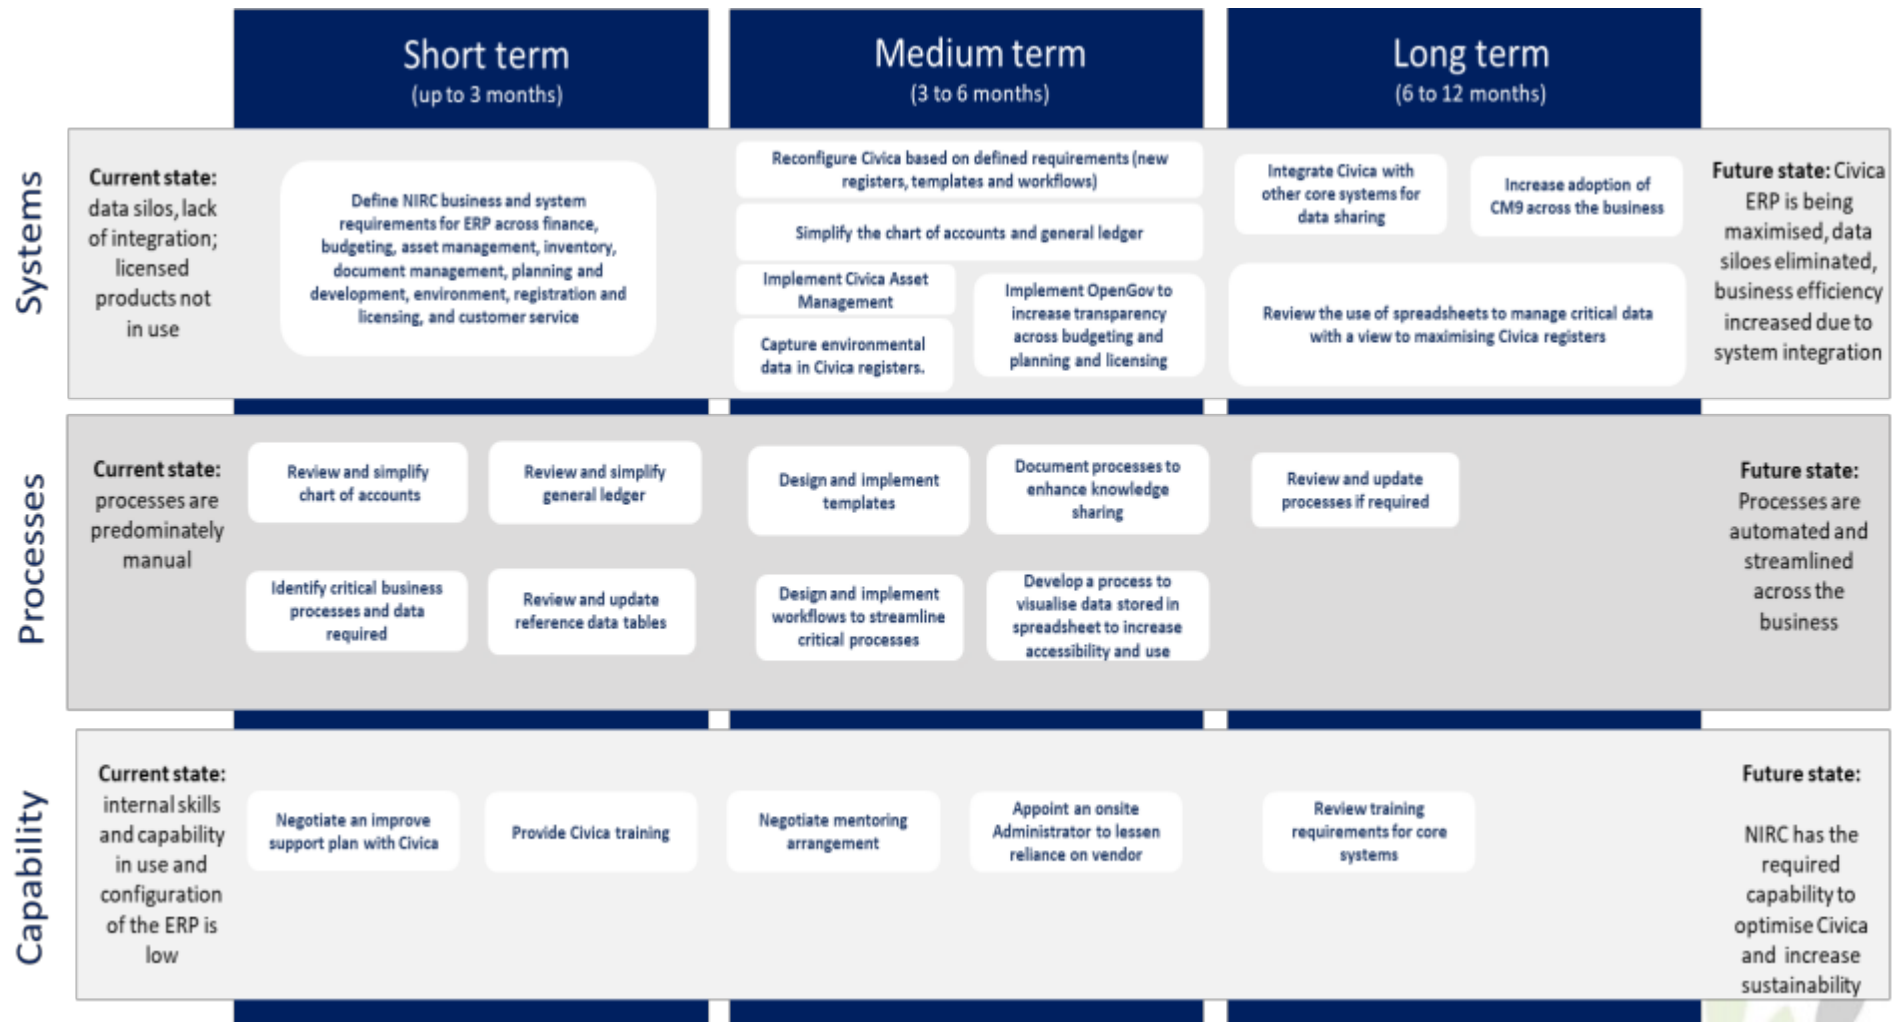 Short term
(up to 3 months)
Medium term
(3 to 6 months)
Long term
(6 to 12 months)
Systems
Current state:
data silos, lack
of integration;
licensed
products not
in use
Define NIRC business and system
requirements for ERP across finance,
budgeting, asset management, inventory,
document management, planning and
development, environment, registration and
licensing, and customer service
Reconfigure Civica based on defined requirements (new
registers, templates and workflows)
Simplify the chart of accounts and general ledger
Implement Civica Asset
Management
Capture environmental
data in Civica registers.
Implement OpenGov to
increase transparency
across budgeting and
planning and licensing
Integrate Civica with
other core systems for
data sharing
Increase adoption of
CM9 across the business
Review the use of spreadsheets to manage critical data
with a view to maximising Civica registers
Future state: Civica
ERP is being
maximised, data
siloes eliminated,
business efficiency
increased due to
system integration
Processes
Current state:
processes are
predominately
manual
Review and simplify
chart of accounts
Review and simplify
general ledger
Identify critical business
processes and data
required
Review and update
reference data tables
Design and implement
templates
Document processes to
enhance knowledge
sharing
Design and implement
workflows to streamline
critical processes
Develop a process to
visualise data stored in
spreadsheet to increase
accessibility and use
Review and update
processes if required
Future state:
Processes are
automated and
streamlined
across the
business
Capability
Current state:
internal skills
and capability
in use and
configuration
of the ERP is
low
Negotiate an improve
support plan with Civica
Provide Civica training
Negotiate mentoring
arrangement
Appoint an onsite
Administrator to lessen
reliance on vendor
Review training
requirements for core
systems
Future state:
NIRC has the
required
capability to
optimise Civica
and increase
sustainability